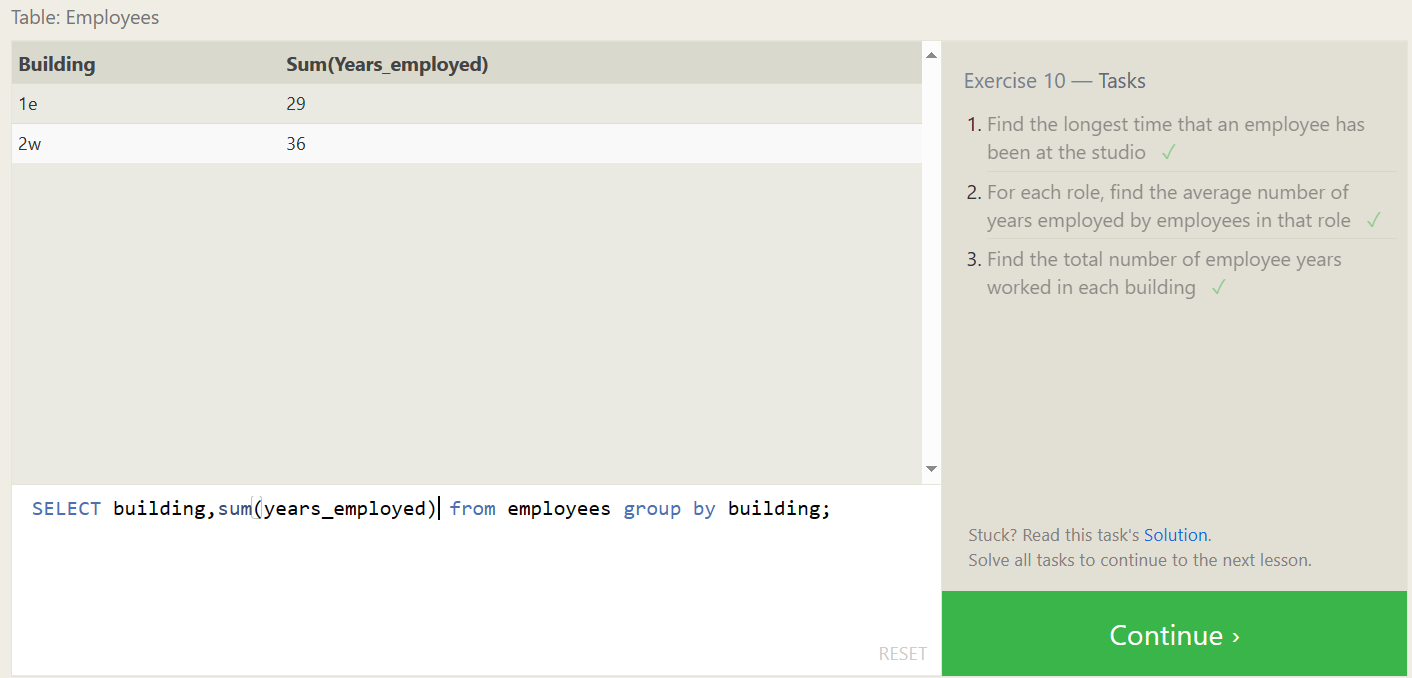 Table: Employees
Building Sum(Years_employed)
1e 29
2w 36
SELECT building,sum(years_employed) from employees group by building;
RESET
Exercise 10 — Tasks
1. Find the longest time that an employee has
been at the studio ✓
2. For each role, find the average number of
years employed by employees in that role ✓
3. Find the total number of employee years
worked in each building ✓
Stuck? Read this task's Solution.
Solve all tasks to continue to the next lesson.
Continue ›